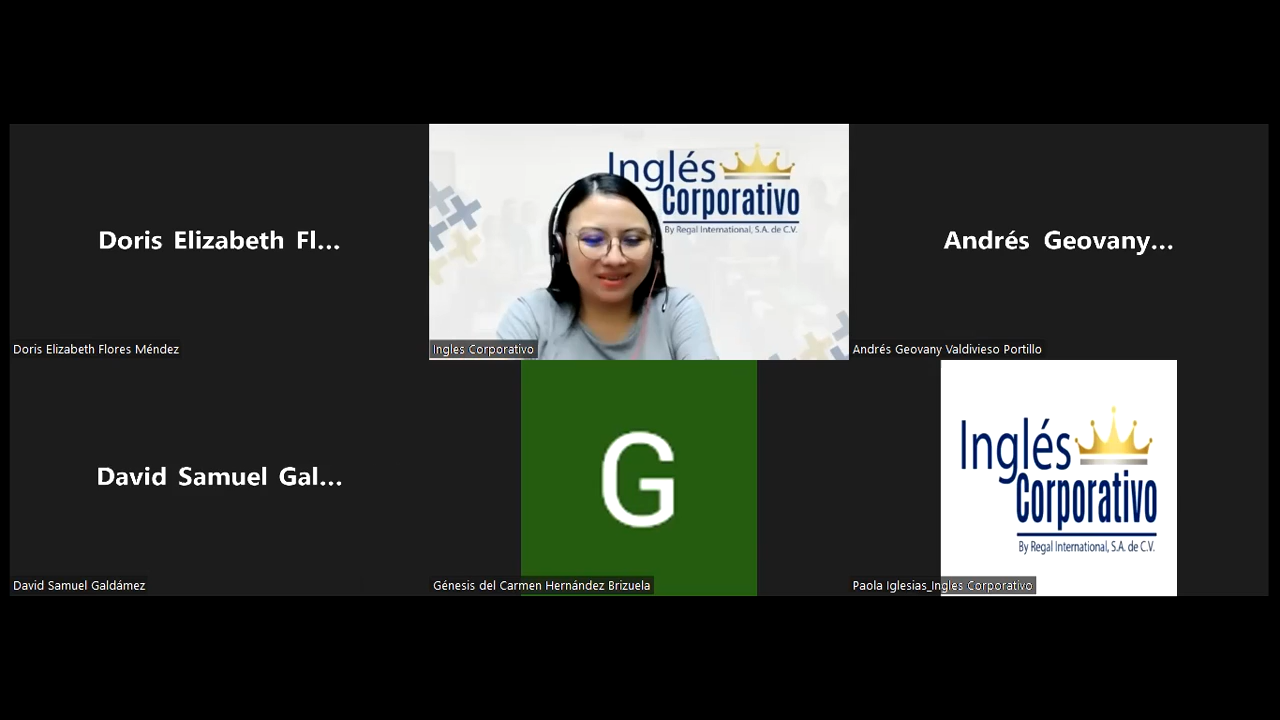 Doris Elizabeth Fl...
Doris Elizabeth Flores Méndez
Inglés
Corporativo
By Regal International, S.A. de C.V.
Ingles Corporativo
Andrés Geovany...
Andrés Geovany Valdivieso Portillo
David Samuel Gal...
David Samuel Galdámez
G
Génesis del Carmen Hernández Brizuela
Inglés
Corporativo
By Regal International, S.A. de C.V.
Paola Iglesias_Ingles Corporativo